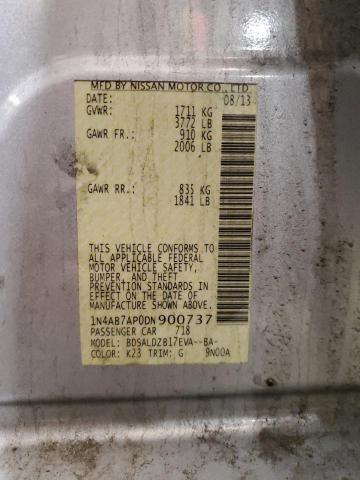 MFD BY NISSAN MOTOR CO., LTD.
DATE: 08/13
GVWR: 1711 KG
3772 LB
GAWR FR.: 910 KG
2006 LB
GAWR RR.: 835 KG
1841 LB
THIS VEHICLE CONFORMS TO
ALL APPLICABLE FEDERAL
MOTOR VEHICLE SAFETY,
BUMPER, AND THEFT
PREVENTION STANDARDS
IN EFFECT ON THE DATE OF
MANUFACTURE SHOWN ABOVE.
1N4AB7AP0DN900737
PASSENGER CAR 718
MODEL: BDSALDZB17EVA--BA-
COLOR: K23 TRIM: G 9N00A